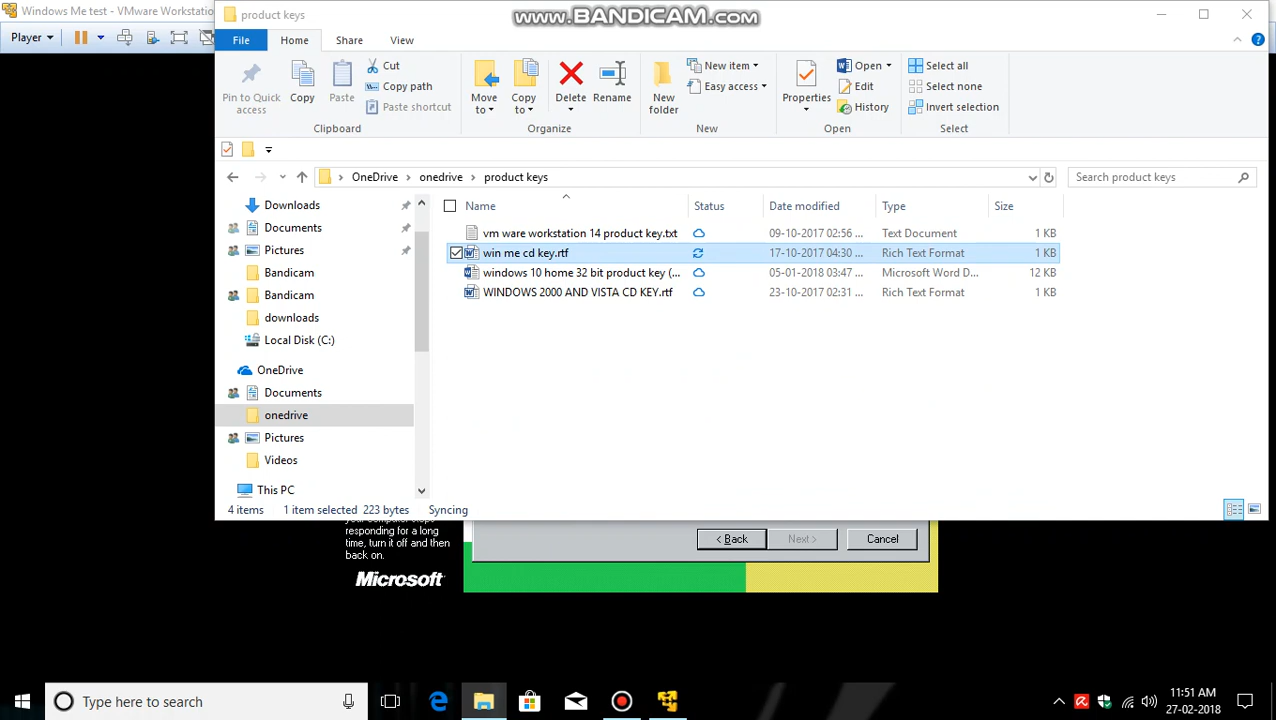 Windows Me test - VMware Workstatio
product keys
www.BANDICAM.com
Player
File
Home
Share
View
Pin to Quick access
Copy
Paste
Cut
Copy path
Paste shortcut
Clipboard
Move to
Copy to
Delete
Rename
Organize
New folder
New item
Easy access
New
Properties
Open
Edit
History
Open
Select all
Select none
Invert selection
Select
OneDrive > onedrive > product keys
Search product keys
Name
Status
Date modified
Type
Size
vm ware workstation 14 product key.txt 09-10-2017 02:56 ... Text Document 1 KB
win me cd key.rtf 17-10-2017 04:30 ... Rich Text Format 1 KB
windows 10 home 32 bit product key (... 05-01-2018 03:47 ... Microsoft Word D... 12 KB
WINDOWS 2000 AND VISTA CD KEY.rtf 23-10-2017 02:31 ... Rich Text Format 1 KB
Downloads
Documents
Pictures
Bandicam
Bandicam
downloads
Local Disk (C:)
OneDrive
Documents
onedrive
Pictures
Videos
This PC
4 items 1 item selected 223 bytes Syncing
your computer stops
responding for a long
time, turn it off and then
back on.
< Back
Next >
Cancel
Microsoft
Type here to search
11:51 AM
27-02-2018